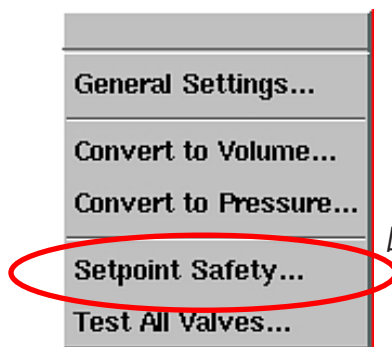 General Settings...
Convert to Volume...
Convert to Pressure...
Setpoint Safety...
Test All Valves...